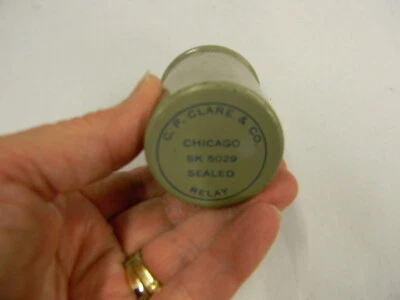 C. P. CLARE & CO.
CHICAGO
SK 5029
SEALED
RELAY